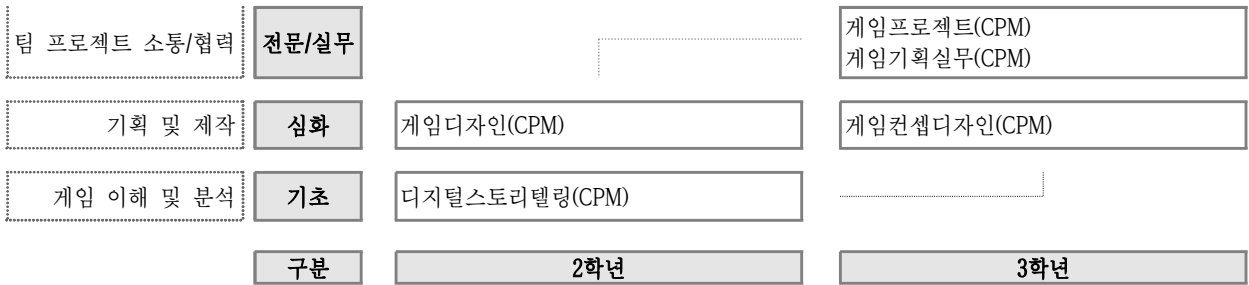 팀 프로젝트 소통/협력 전문/실무 게임프로젝트(CPM)
게임기획실무(CPM)
기획 및 제작 심화 게임디자인(CPM) 게임컨셉디자인(CPM)
게임 이해 및 분석 기초 디지털스토리텔링(CPM)
구분 2학년 3학년